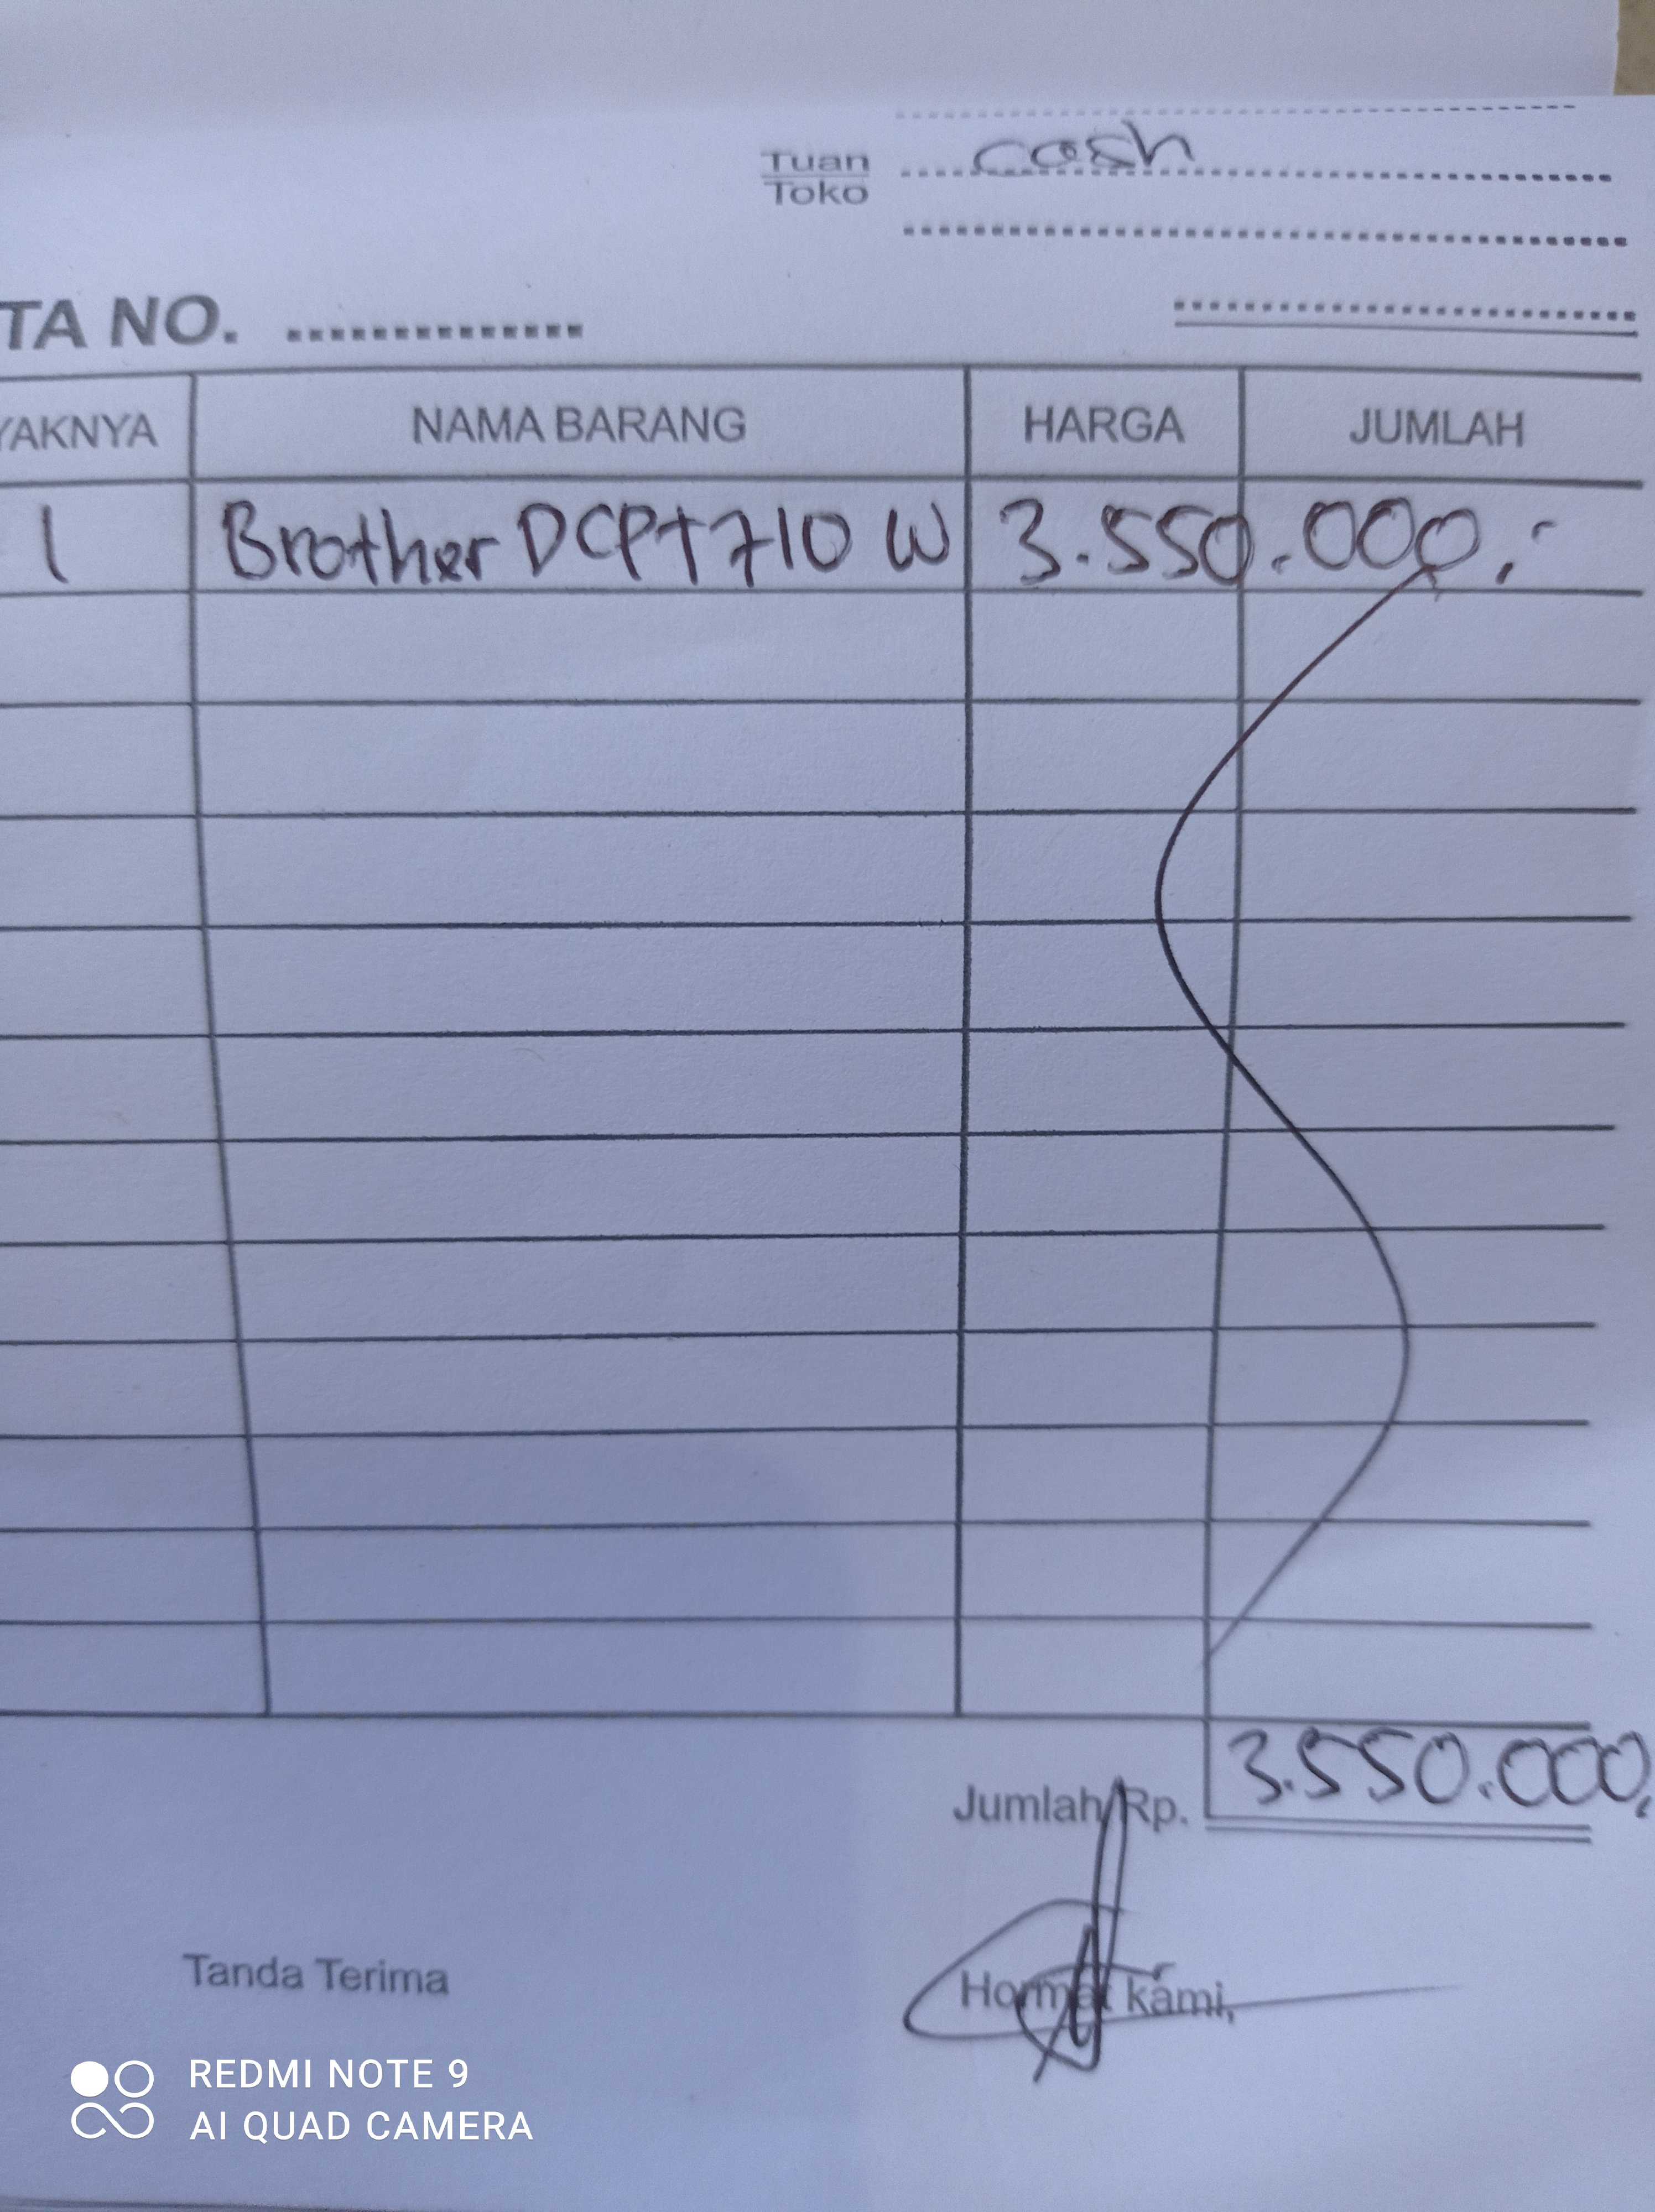 Tuan cash
Toko
TA NO. ..............
YAKNYA NAMA BARANG HARGA JUMLAH
1 Brother DCPT710 W 3.550.000,-
Jumlah Rp. 3.550.000,
Tanda Terima Hormat kami,
REDMI NOTE 9
AI QUAD CAMERA